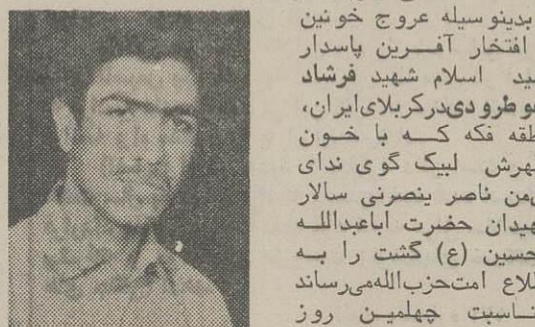 بدینوسیله عروج خونین
افتخار آفرین پاسدار
اسلام شهید فرشاد
درکربلای ایران،
فکه که با خون
لبیک گوی ندای
من ناصر ینصرنی سالار
حضرت اباعبدالله
(ع) گشت را به
امت حزب‌الله می‌رساند
چهلمین روز